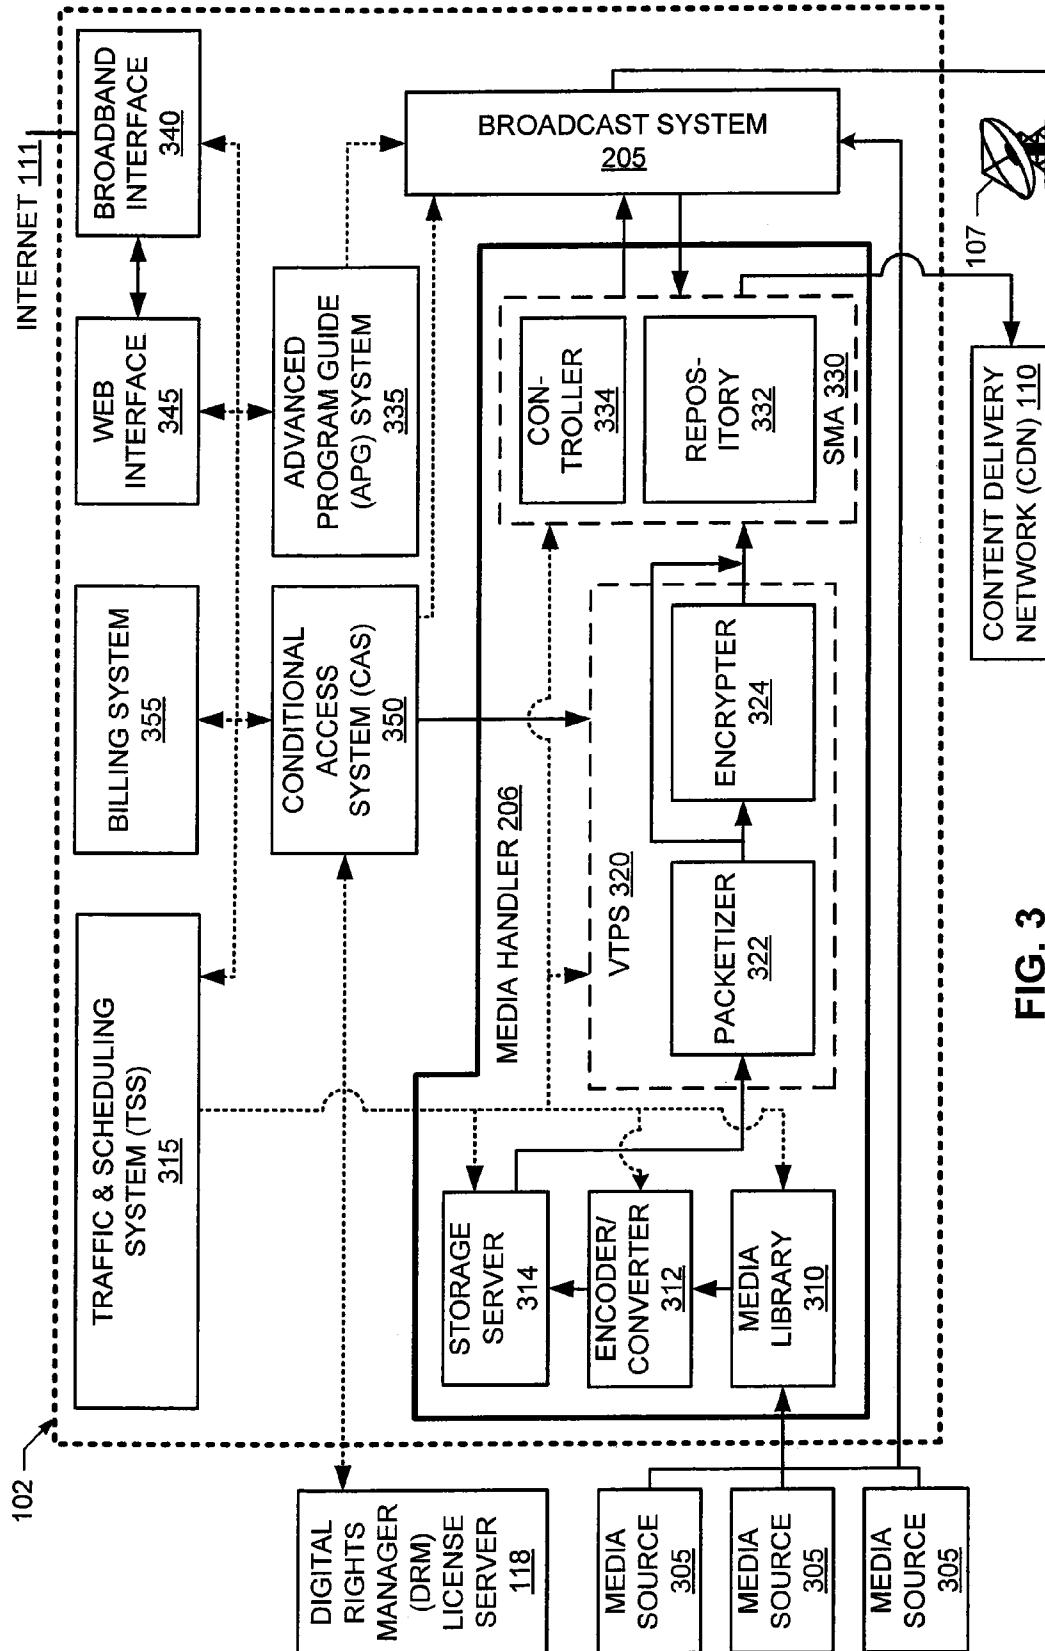 102
INTERNET 111
TRAFFIC & SCHEDULING
SYSTEM (TSS)
315
BILLING SYSTEM
355
WEB
INTERFACE
345
BROADBAND
INTERFACE
340
DIGITAL
RIGHTS
MANAGER
(DRM)
LICENSE
SERVER
118
CONDITIONAL
ACCESS
SYSTEM (CAS)
350
ADVANCED
PROGRAM GUIDE
(APG) SYSTEM
335
BROADCAST SYSTEM
205
MEDIA HANDLER 206
STORAGE
SERVER
314
ENCODER/
CONVERTER
312
MEDIA
LIBRARY
310
VTPS 320
PACKETIZER
322
ENCRYPTER
324
CON-
TROLLER
334
REPOS-
ITORY
332
SMA 330
MEDIA
SOURCE
305
MEDIA
SOURCE
305
MEDIA
SOURCE
305
CONTENT DELIVERY
NETWORK (CDN) 110
107
FIG. 3